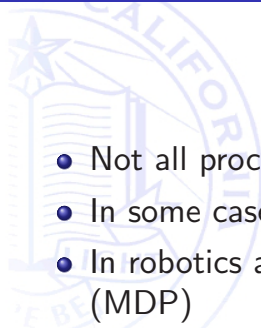 CALIFORNIA
• Not all proc
• In some case
• In robotics a
(MDP)